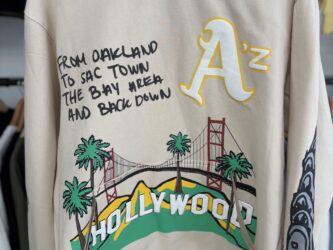 FROM OAKLAND
TO SAC TOWN
THE BAY AREA
AND BACK DOWN
A'Z
HOLLYWOOD